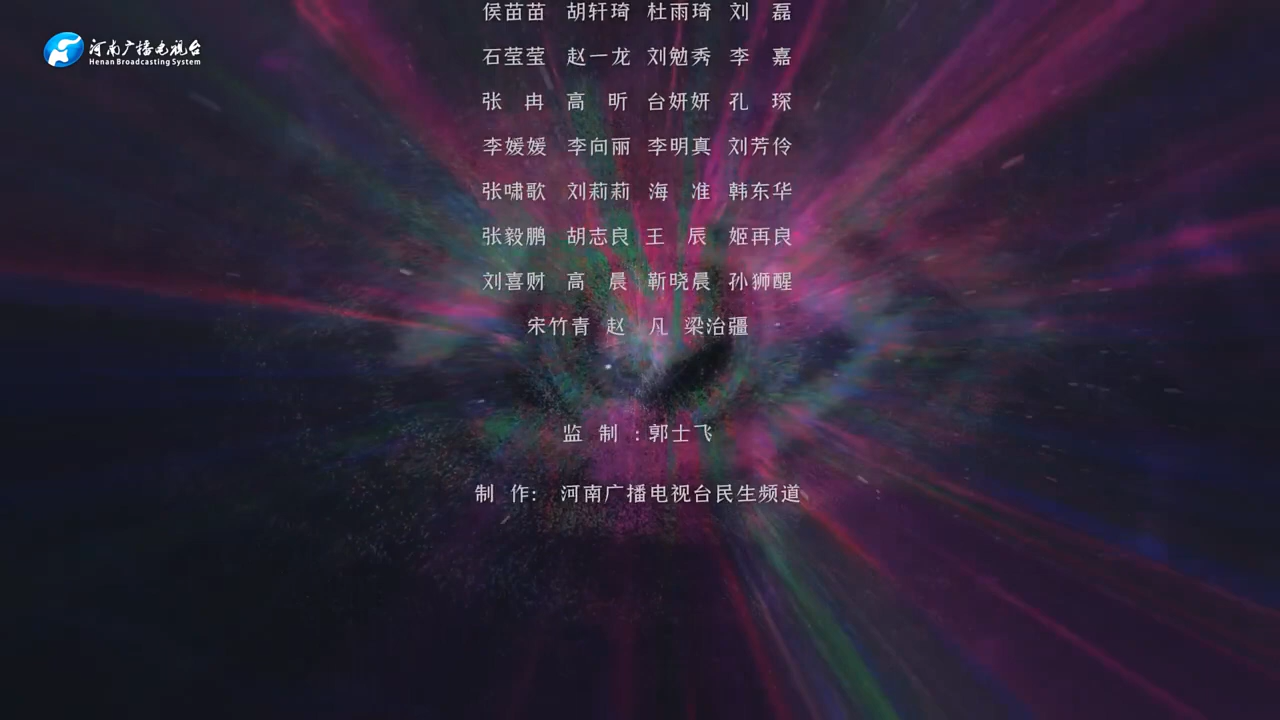 河南广播电视台
Henan Broadcasting System
侯苗苗 胡轩琦 杜雨琦 刘 磊
石莹莹 赵一龙 刘勉秀 李 嘉
张 冉 高 昕 台妍妍 孔 琛
李媛媛 李向丽 李明真 刘芳伶
张啸歌 刘莉莉 海 准 韩东华
张毅鹏 胡志良 王 辰 姬再良
刘喜财 高 晨 靳晓晨 孙狮醒
宋竹青 赵 凡 梁治疆
监 制 : 郭士飞
制 作: 河南广播电视台民生频道